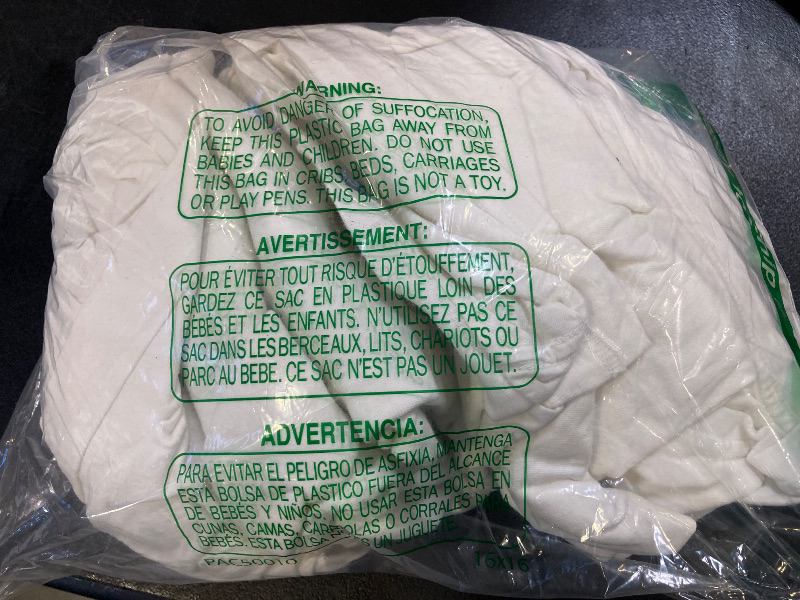 WARNING:
TO AVOID DANGER OF SUFFOCATION,
KEEP THIS PLASTIC BAG AWAY FROM
BABIES AND CHILDREN. DO NOT USE
THIS BAG IN CRIBS, BEDS, CARRIAGES
OR PLAY PENS. THIS BAG IS NOT A TOY.
AVERTISSEMENT:
POUR ÉVITER TOUT RISQUE D'ÉTOUFFEMENT,
GARDEZ CE SAC EN PLASTIQUE LOIN DES
BÉBÉS ET LES ENFANTS. N'UTILISEZ PAS CE
SAC DANS LES BERCEAUX, LITS, CHARIOTS OU
PARC AU BEBE. CE SAC N'EST PAS UN JOUET.
ADVERTENCIA:
PARA EVITAR EL PELIGRO DE ASFIXIA, MANTENGA
ESTA BOLSA DE PLASTICO FUERA DEL ALCANCE
DE BEBÉS Y NIÑOS. NO USAR ESTA BOLSA EN
CUNAS, CAMAS, CAREOLAS O CORRALES PARA
BEBÉS. ESTA BOLSA ES UN JUGUETE.
PAC50010 16X16